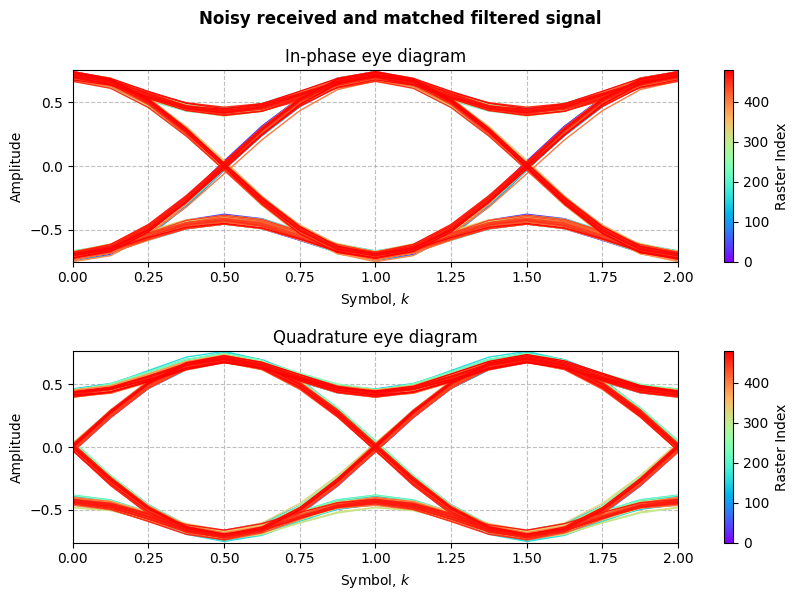 Noisy received and matched filtered signal
In-phase eye diagram
0.5
0.0
−0.5
Amplitude
0.00 0.25 0.50 0.75 1.00 1.25 1.50 1.75 2.00
Symbol, k
400
300
200
100
0
Raster Index
Quadrature eye diagram
0.5
0.0
−0.5
Amplitude
0.00 0.25 0.50 0.75 1.00 1.25 1.50 1.75 2.00
Symbol, k
400
300
200
100
0
Raster Index